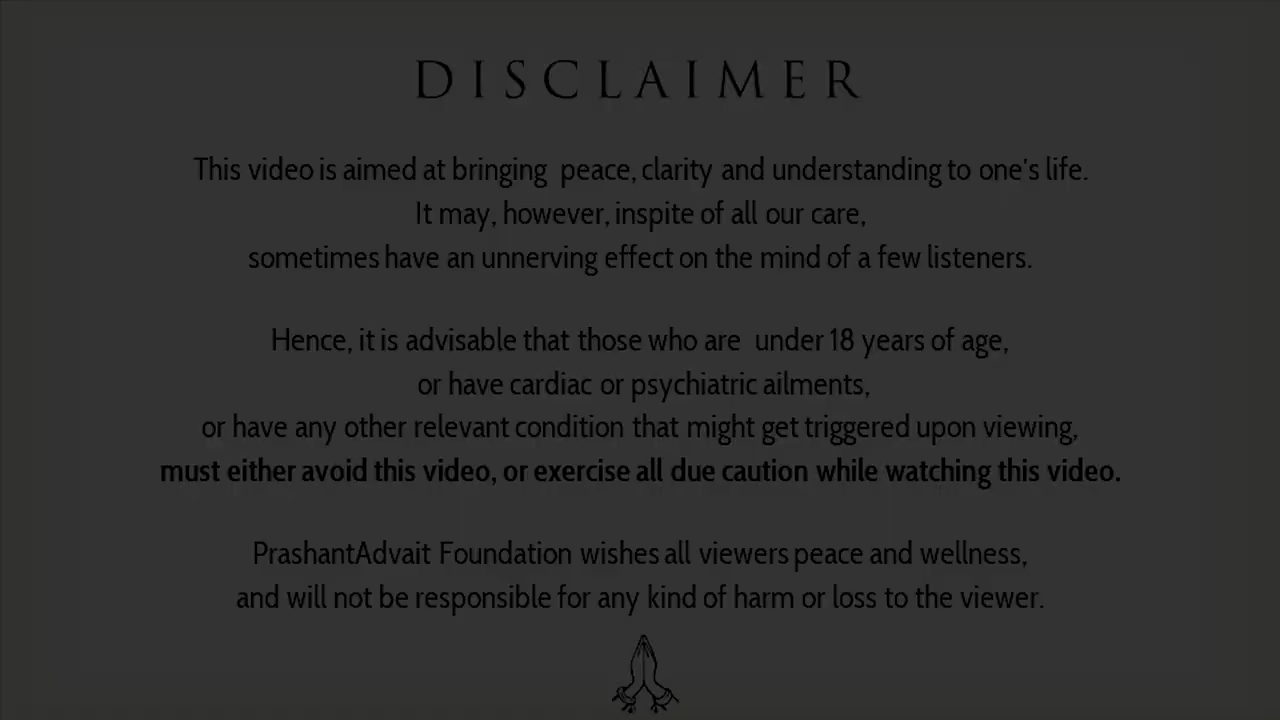 DISCLAIMER
This video is aimed at bringing peace, clarity and understanding to one's life.
It may, however, inspite of all our care,
sometimes have an unnerving effect on the mind of a few listeners.
Hence, it is advisable that those who are under 18 years of age,
or have cardiac or psychiatric ailments,
or have any other relevant condition that might get triggered upon viewing,
must either avoid this video, or exercise all due caution while watching this video.
PrashantAdvait Foundation wishes all viewers peace and wellness,
and will not be responsible for any kind of harm or loss to the viewer.